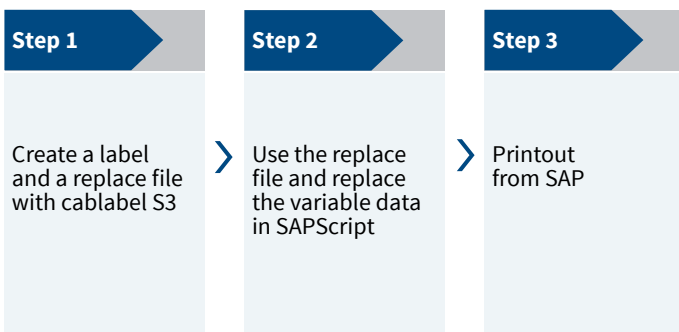 Step 1
Create a label
and a replace file
with cablabel S3
Step 2
Use the replace
file and replace
the variable data
in SAPScript
Step 3
Printout
from SAP